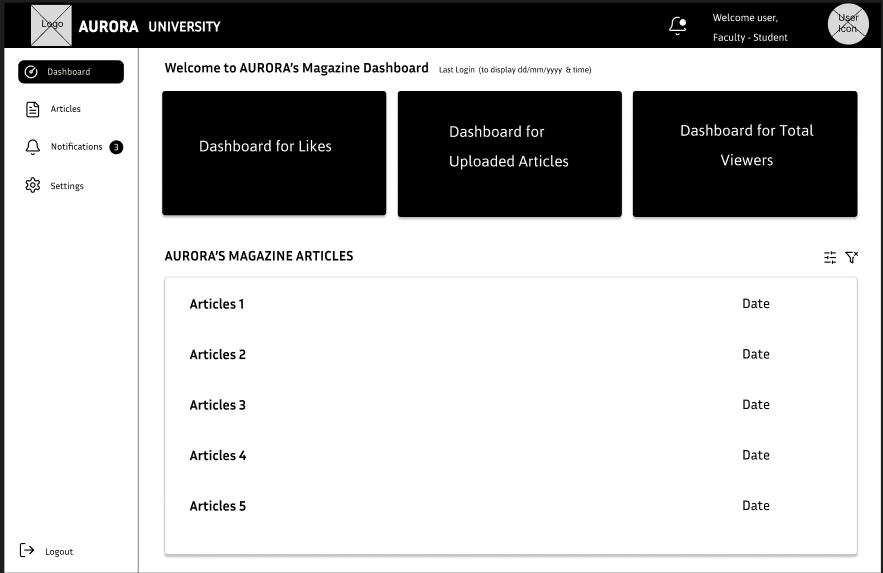 Logo
AURORA UNIVERSITY
Welcome user,
Faculty - Student
User
Icon
Dashboard
Articles
Notifications 3
Settings
Logout
Welcome to AURORA's Magazine Dashboard Last Login (to display dd/mm/yyyy & time)
Dashboard for Likes
Dashboard for
Uploaded Articles
Dashboard for Total
Viewers
AURORA'S MAGAZINE ARTICLES
Articles 1 Date
Articles 2 Date
Articles 3 Date
Articles 4 Date
Articles 5 Date